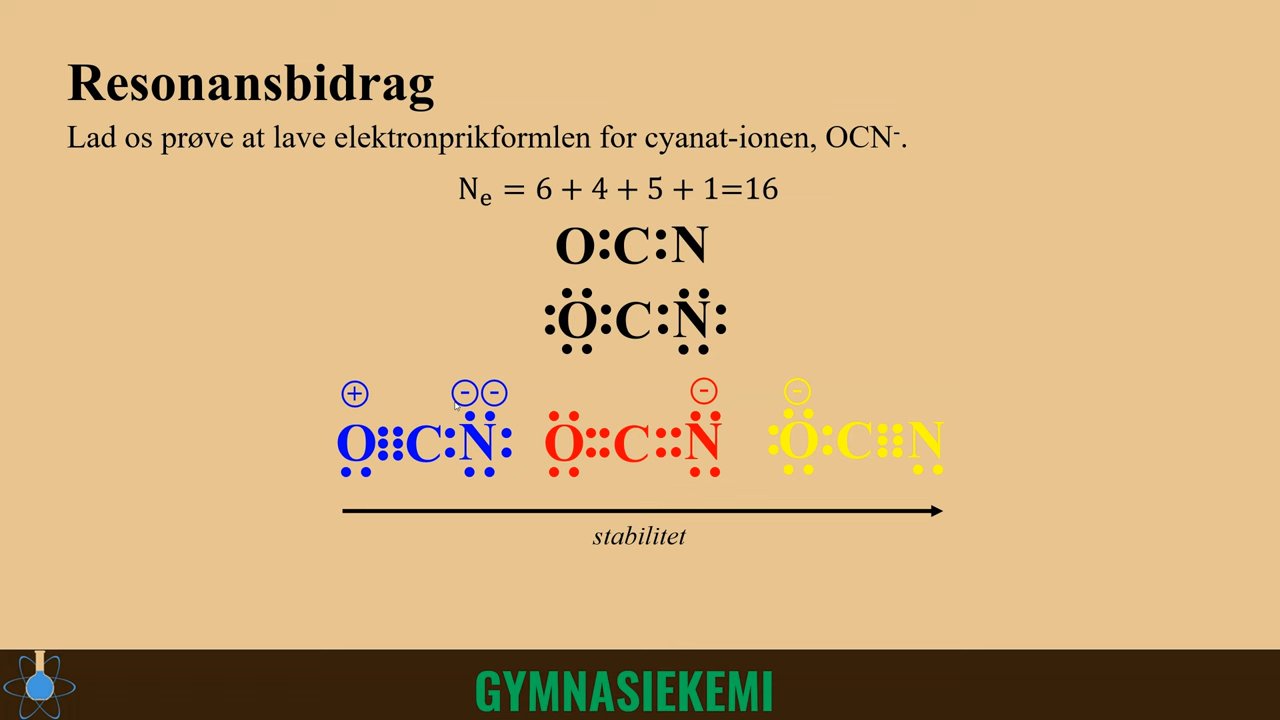 Resonansbidrag
Lad os prøve at lave elektronprikformlen for cyanat-ionen, OCN⁻.
Nₑ = 6 + 4 + 5 + 1=16
O:C:N
O:C:N
+ - - - -
O C N O C N O C N
stabilitet
GYMNASIEKEMI